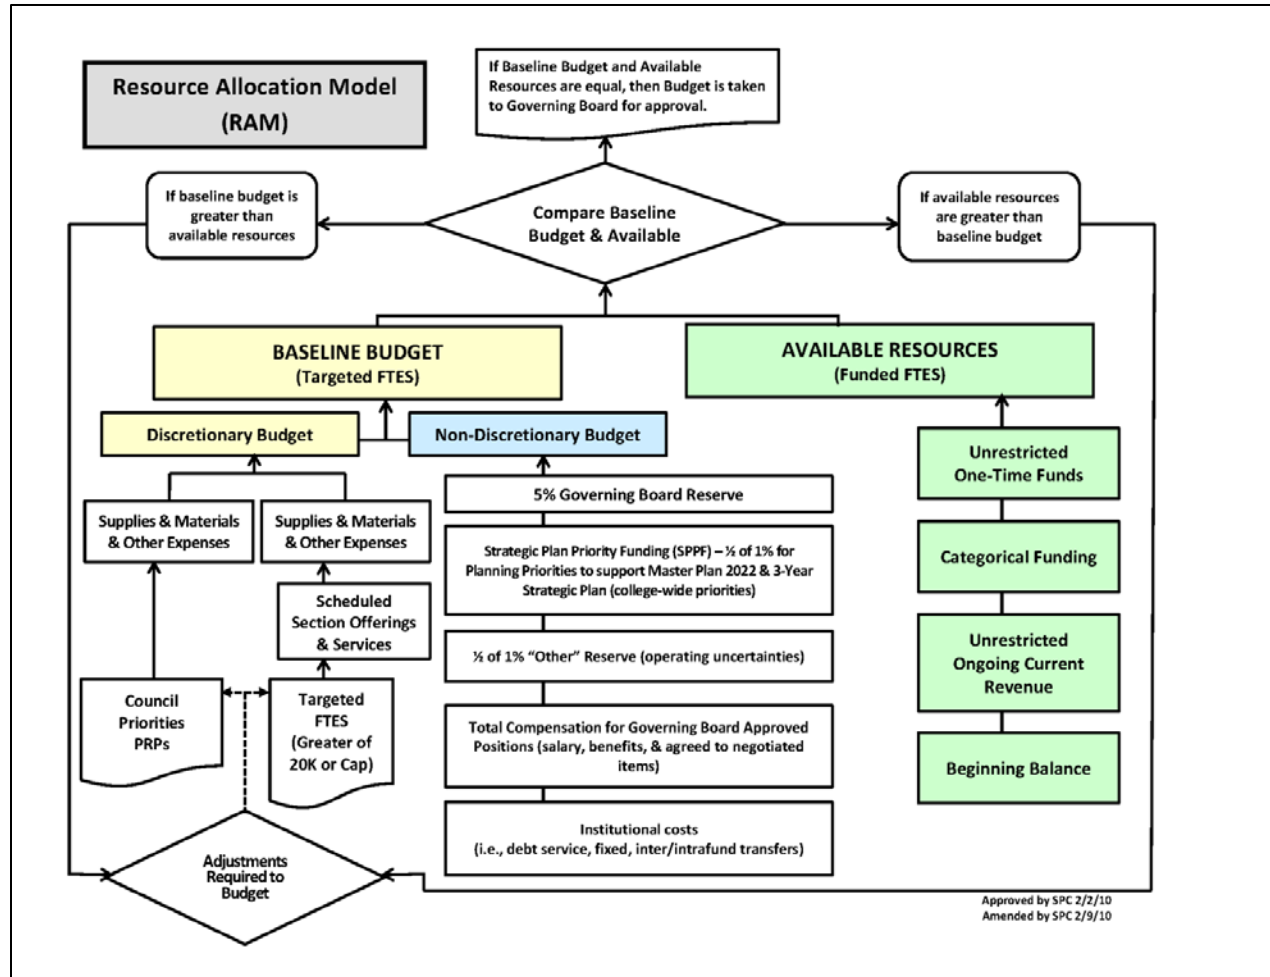 Resource Allocation Model
(RAM)
If Baseline Budget and Available
Resources are equal, then Budget is taken
to Governing Board for approval.
If baseline budget is
greater than
available resources
Compare Baseline
Budget & Available
If available resources
are greater than
baseline budget
BASELINE BUDGET
(Targeted FTES)
AVAILABLE RESOURCES
(Funded FTES)
Discretionary Budget
Non-Discretionary Budget
Supplies & Materials
& Other Expenses
Supplies & Materials
& Other Expenses
Scheduled
Section Offerings
& Services
Council
Priorities
PRPs
Targeted
FTES
(Greater of
20K or Cap)
Adjustments
Required to
Budget
5% Governing Board Reserve
Strategic Plan Priority Funding (SPPF) – ½ of 1% for
Planning Priorities to support Master Plan 2022 & 3-Year
Strategic Plan (college-wide priorities)
½ of 1% “Other” Reserve (operating uncertainties)
Total Compensation for Governing Board Approved
Positions (salary, benefits, & agreed to negotiated
items)
Institutional costs
(i.e., debt service, fixed, inter/intrafund transfers)
Unrestricted
One-Time Funds
Categorical Funding
Unrestricted
Ongoing Current
Revenue
Beginning Balance
Approved by SPC 2/2/10
Amended by SPC 2/9/10